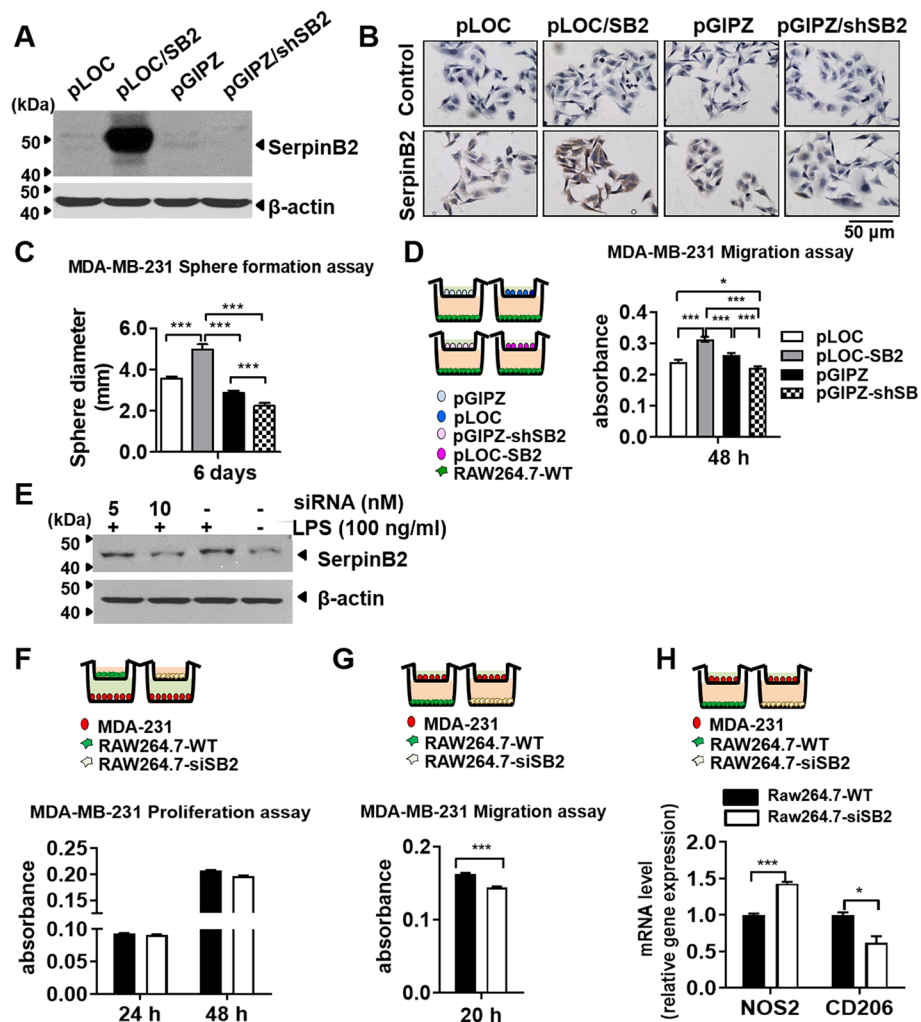 A
pLOC
pLOC/SB2
pGIPZ
pGIPZ/shSB2
(kDa)
50
40
SerpinB2
50
40
β-actin
B
pLOC pLOC/SB2 pGIPZ pGIPZ/shSB2
Control
SerpinB2
50 µm
C
MDA-MB-231 Sphere formation assay
Sphere diameter
(mm)
6.0
4.0
2.0
0.0
*** *** *** ***
6 days
D
pGIPZ
pLOC
pGIPZ-shSB2
pLOC-SB2
RAW264.7-WT
MDA-MB-231 Migration assay
absorbance
0.4
0.3
0.2
0.1
0.0
*
***
*** *** ***
48 h
pLOC
pLOC-SB2
pGIPZ
pGIPZ-shSB
E
5 10 - - siRNA (nM)
(kDa) + + + - LPS (100 ng/ml)
50
40
SerpinB2
50
40
β-actin
F
MDA-231
RAW264.7-WT
RAW264.7-siSB2
MDA-MB-231 Proliferation assay
absorbance
0.25
0.20
0.15
0.10
0.05
0.00
24 h 48 h
G
MDA-231
RAW264.7-WT
RAW264.7-siSB2
MDA-MB-231 Migration assay
absorbance
0.2
0.1
0.0
***
20 h
H
MDA-231
RAW264.7-WT
RAW264.7-siSB2
Raw264.7-WT
Raw264.7-siSB2
mRNA level
(relative gene expression)
2.0
1.5
1.0
0.5
0.0
***
*
NOS2 CD206